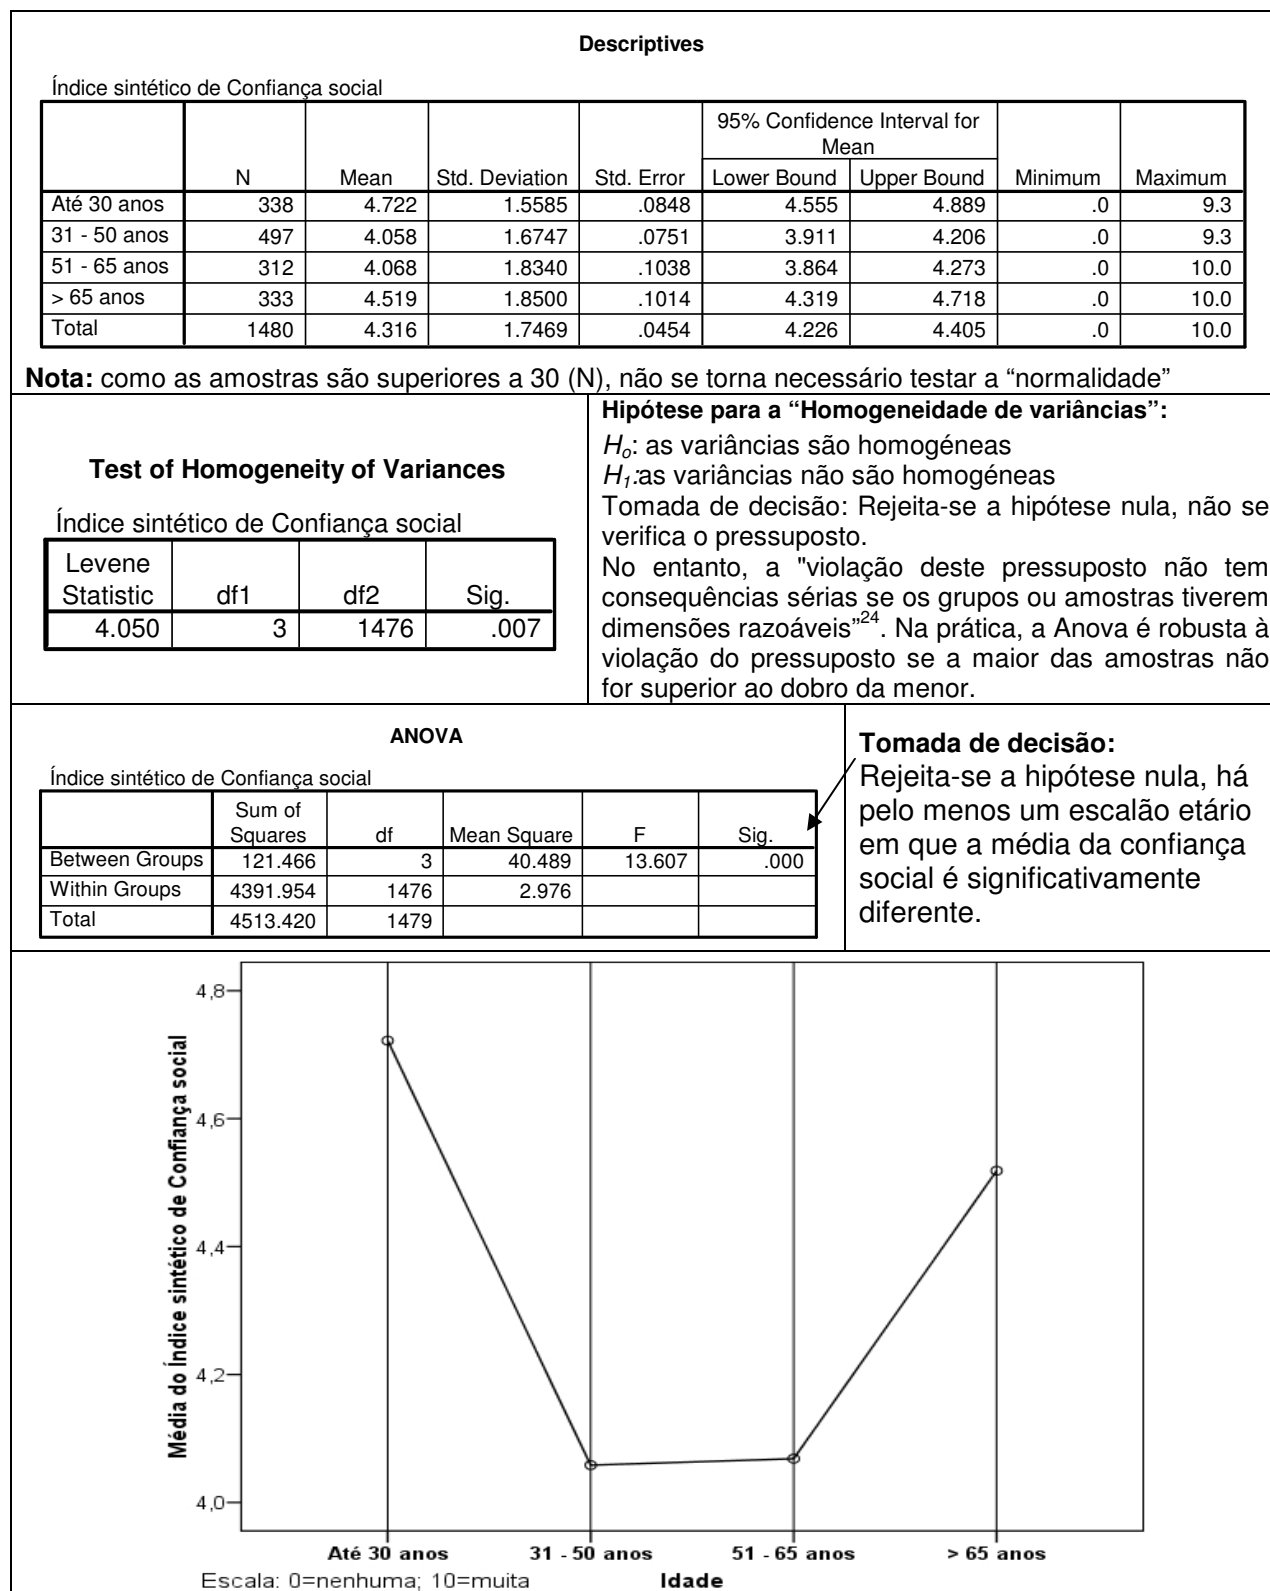 Descriptives
Índice sintético de Confiança social
95% Confidence Interval for
Mean
N Mean Std. Deviation Std. Error Lower Bound Upper Bound Minimum Maximum
Até 30 anos 338 4.722 1.5585 .0848 4.555 4.889 .0 9.3
31 - 50 anos 497 4.058 1.6747 .0751 3.911 4.206 .0 9.3
51 - 65 anos 312 4.068 1.8340 .1038 3.864 4.273 .0 10.0
> 65 anos 333 4.519 1.8500 .1014 4.319 4.718 .0 10.0
Total 1480 4.316 1.7469 .0454 4.226 4.405 .0 10.0
Nota: como as amostras são superiores a 30 (N), não se torna necessário testar a “normalidade”
Test of Homogeneity of Variances
Índice sintético de Confiança social
Levene
Statistic df1 df2 Sig.
4.050 3 1476 .007
Hipótese para a “Homogeneidade de variâncias”:
Ho: as variâncias são homogéneas
H1:as variâncias não são homogéneas
Tomada de decisão: Rejeita-se a hipótese nula, não se
verifica o pressuposto.
No entanto, a "violação deste pressuposto não tem
consequências sérias se os grupos ou amostras tiverem
dimensões razoáveis”24. Na prática, a Anova é robusta à
violação do pressuposto se a maior das amostras não
for superior ao dobro da menor.
ANOVA
Índice sintético de Confiança social
Sum of
Squares df Mean Square F Sig.
Between Groups 121.466 3 40.489 13.607 .000
Within Groups 4391.954 1476 2.976
Total 4513.420 1479
Tomada de decisão:
Rejeita-se a hipótese nula, há
pelo menos um escalão etário
em que a média da confiança
social é significativamente
diferente.
Média do Índice sintético de Confiança social
4,8
4,6
4,4
4,2
4,0
Até 30 anos 31 - 50 anos 51 - 65 anos > 65 anos
Escala: 0=nenhuma; 10=muita Idade